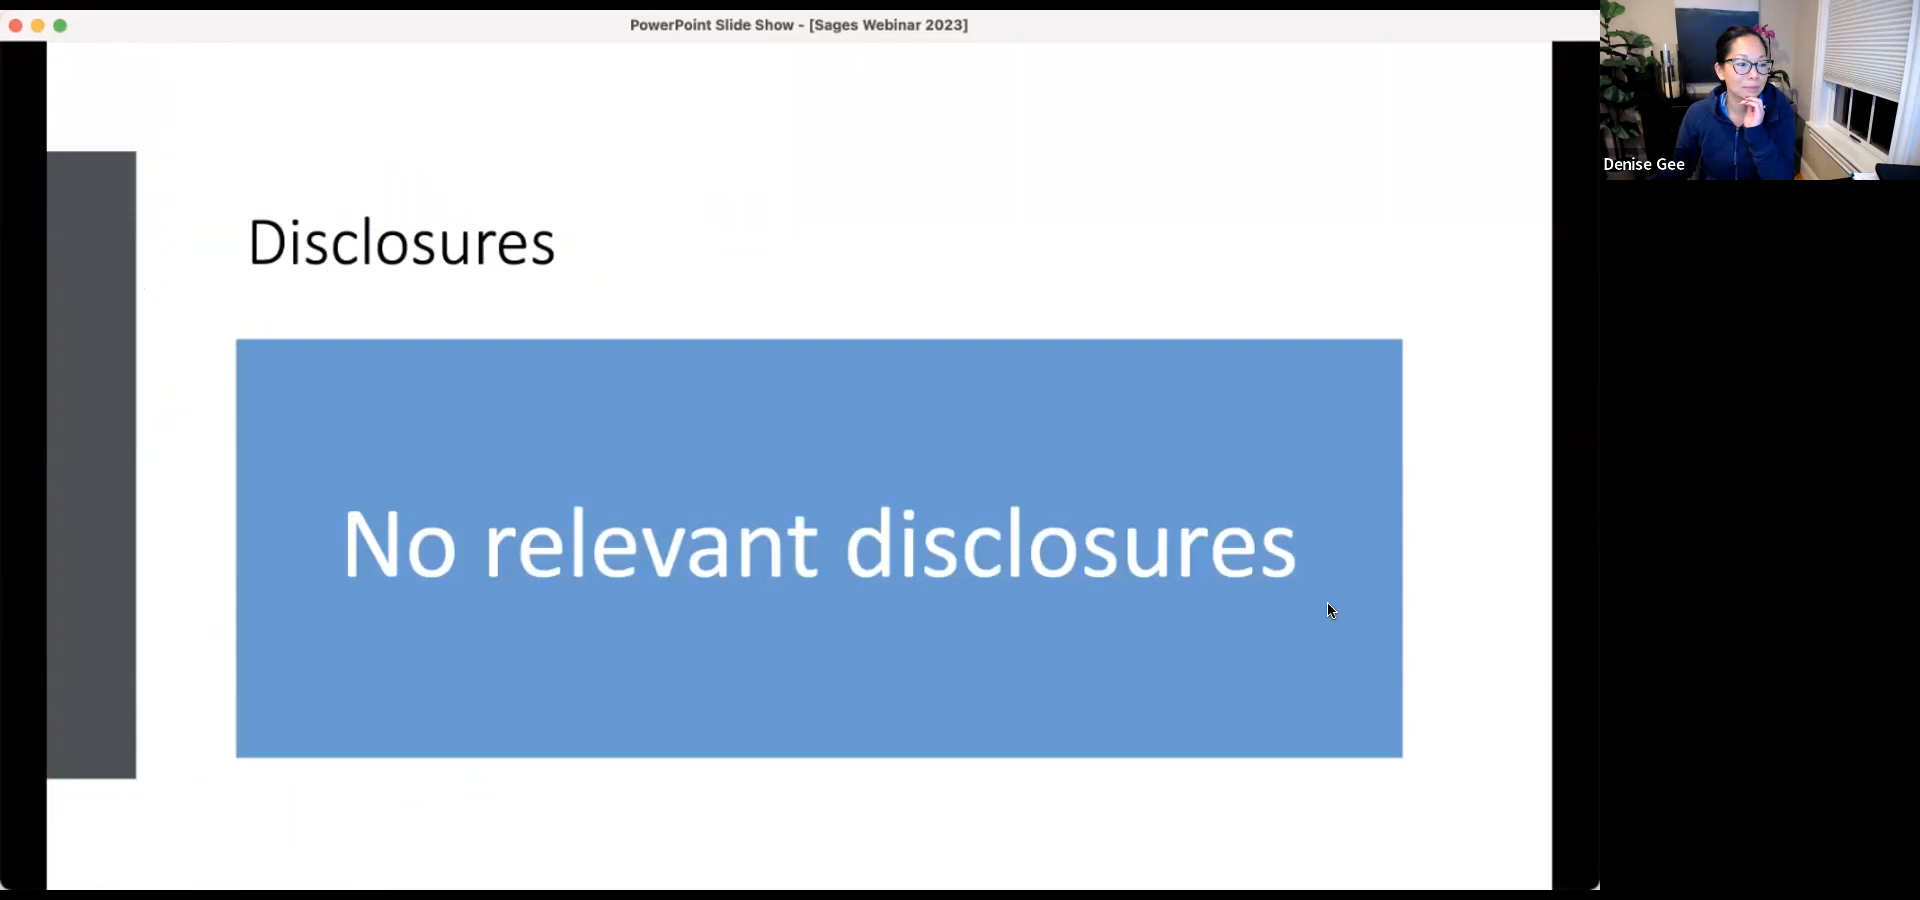 PowerPoint Slide Show - [Sages Webinar 2023]
Denise Gee
Disclosures
No relevant disclosures